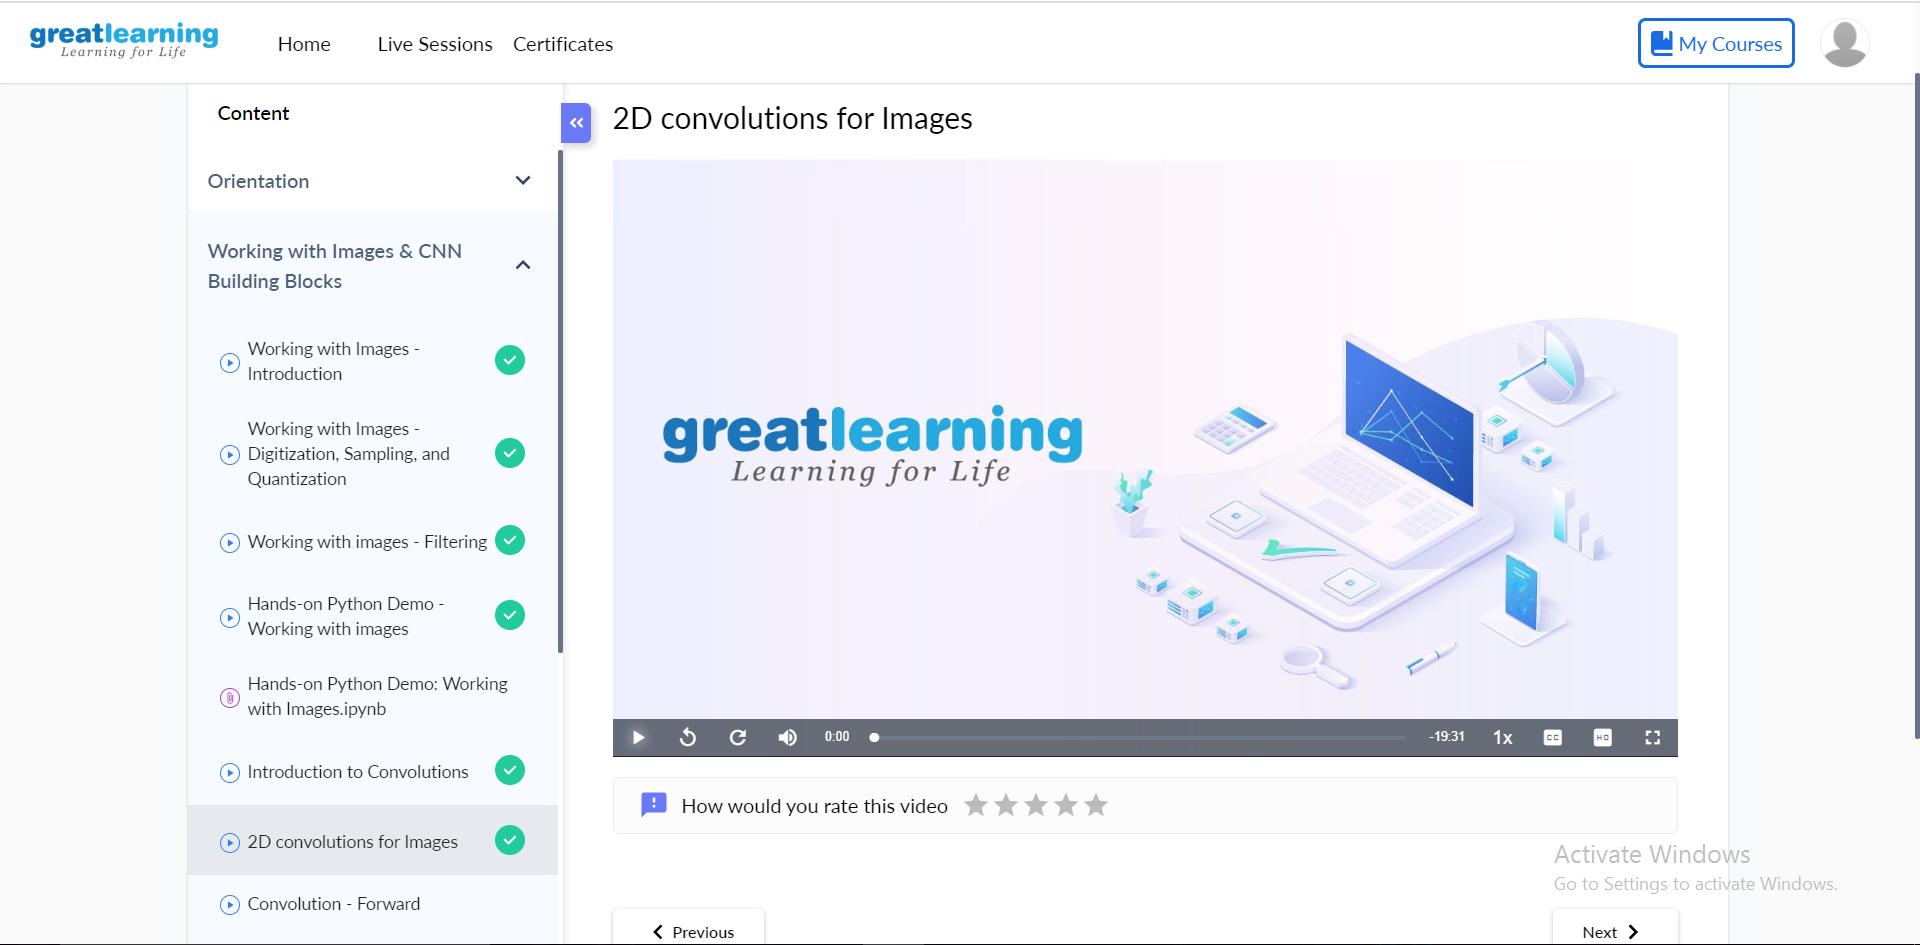 greatlearning
Learning for Life
Home
Live Sessions
Certificates
My Courses
Content
Orientation
Working with Images & CNN
Building Blocks
Working with Images -
Introduction
Working with Images -
Digitization, Sampling, and
Quantization
Working with images - Filtering
Hands-on Python Demo -
Working with images
Hands-on Python Demo: Working
with Images.ipynb
Introduction to Convolutions
2D convolutions for Images
Convolution - Forward
2D convolutions for Images
greatlearning
Learning for Life
0:00
-19:31
1x
CC
HD
How would you rate this video
Activate Windows
Go to Settings to activate Windows.
Previous
Next